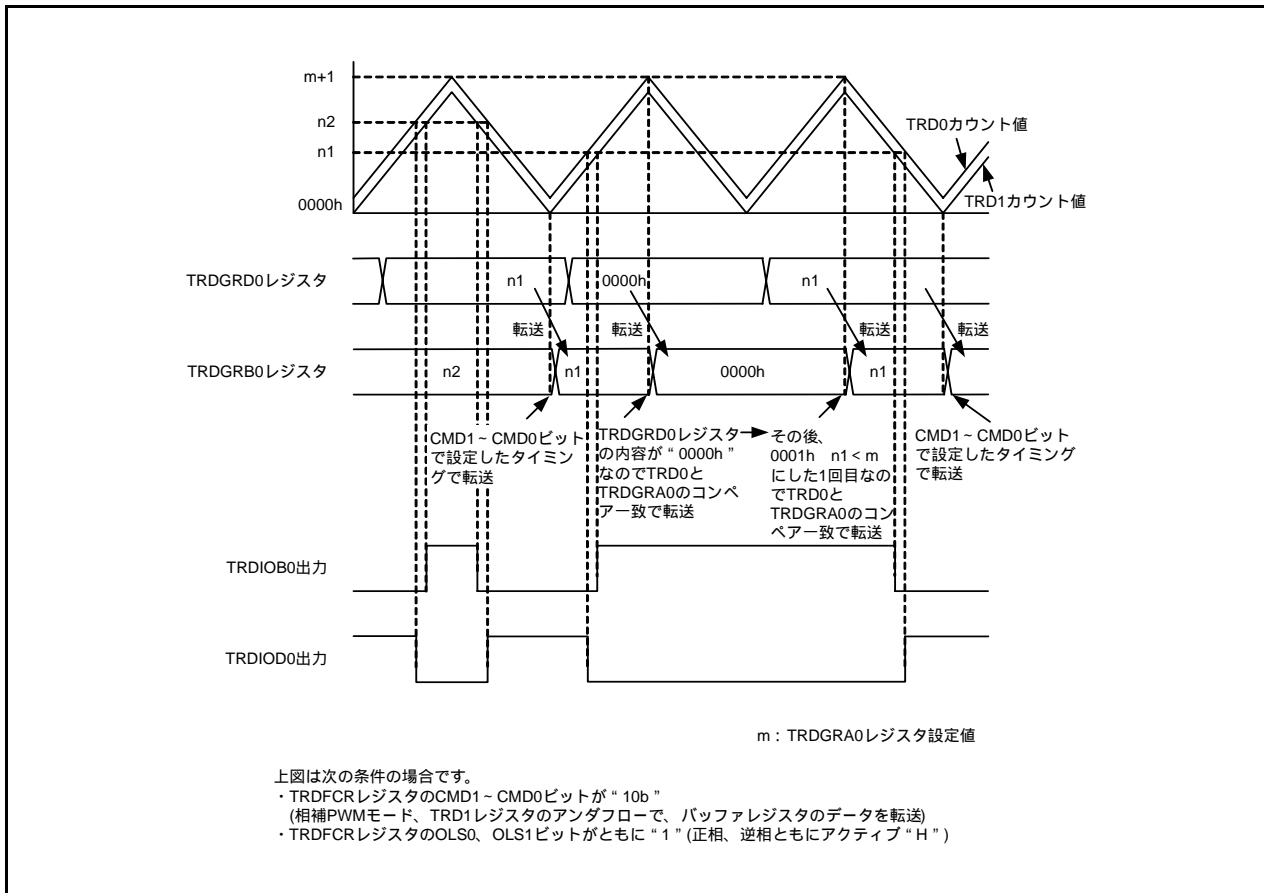 m+1
n2
n1
0000h
TRD0カウント値
TRD1カウント値
TRDGRD0レジスタ
n1
0000h
n1
転送
転送
転送
転送
TRDGRB0レジスタ
n2
n1
0000h
n1
CMD1~CMD0ビット
で設定したタイミン
グで転送
TRDGRD0レジスタ
の内容が“0000h”
なのでTRD0と
TRDGRA0のコンペ
アー致で転送
その後、
0001h n1<m
にした1回目なの
でTRD0と
TRDGRA0のコン
ペアー致で転送
CMD1~CMD0ビット
で設定したタイミング
で転送
TRDIOB0出力
TRDIOD0出力
m:TRDGRA0レジスタ設定値
上図は次の条件の場合です。
・TRDFCRレジスタのCMD1~CMD0ビットが“10b”
(相補PWMモード、TRD1レジスタのアンダフローで、バッファレジスタのデータを転送)
・TRDFCRレジスタのOLS0、OLS1ビットがともに“1”(正相、逆相ともにアクティブ“H”)